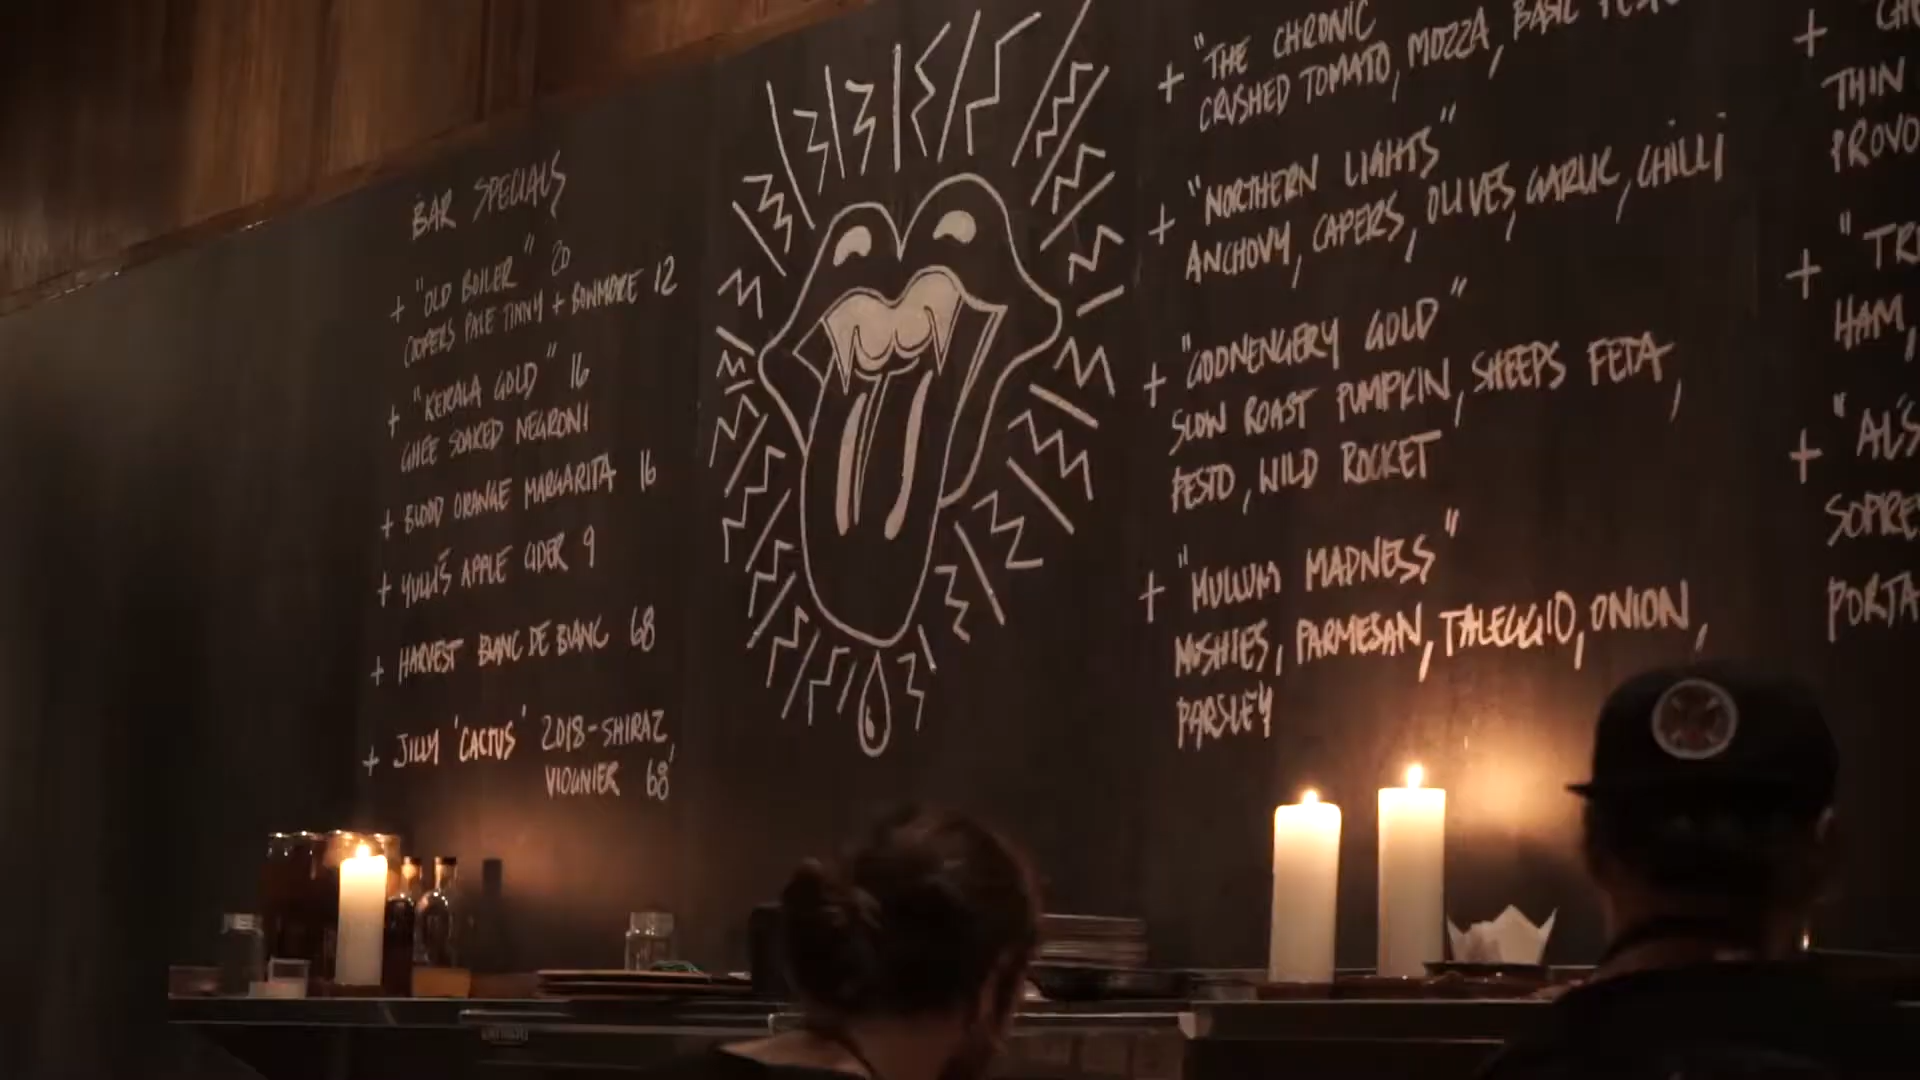 BAR SPECIALS
+ "OLD BOILER" 20
COOPERS PALE TINNY + BOWMORE 12
+ "KERALA GOLD" 16
GHEE SOAKED NEGRONI
+ BLOOD ORANGE MARGARITA 16
+ YULLI'S APPLE CIDER 9
+ HARVEST BLANC DE BLANC 68
+ JILLY 'CACTUS' 2018-SHIRAZ,
VIOGNIER 68
+ "THE CHRONIC
CRUSHED TOMATO, MOZZA, BASIL
+ "NORTHERN LIGHTS"
ANCHOVY, CAPERS, OLIVES, GARLIC, CHILLI
+ "GOONENGERY GOLD"
SLOW ROAST PUMPKIN, SHEEPS FETA,
PESTO, WILD ROCKET
+ "MULLUM MADNESS"
MUSHIES, PARMESAN, TALEGGIO, ONION,
PARSLEY
+
THIN
PROVO
+ "TR
HAM,
+ "AL'S
SOPRE
PORTA